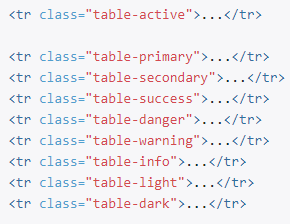 <tr class="table-active">...</tr>
<tr class="table-primary">...</tr>
<tr class="table-secondary">...</tr>
<tr class="table-success">...</tr>
<tr class="table-danger">...</tr>
<tr class="table-warning">...</tr>
<tr class="table-info">...</tr>
<tr class="table-light">...</tr>
<tr class="table-dark">...</tr>